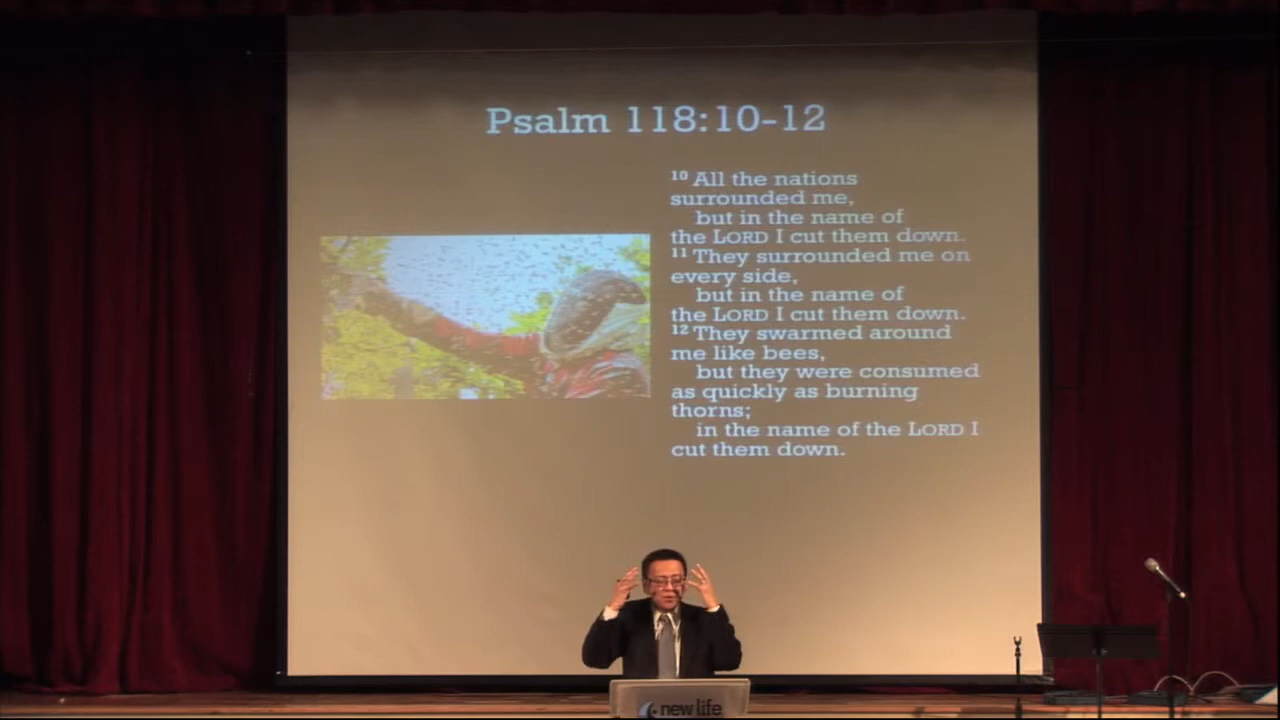 Psalm 118:10-12
10 All the nations
surrounded me,
but in the name of
the LORD I cut them down.
11 They surrounded me on
every side,
but in the name of
the LORD I cut them down.
12 They swarmed around
me like bees,
but they were consumed
as quickly as burning
thorns;
in the name of the LORD I
cut them down.
new life